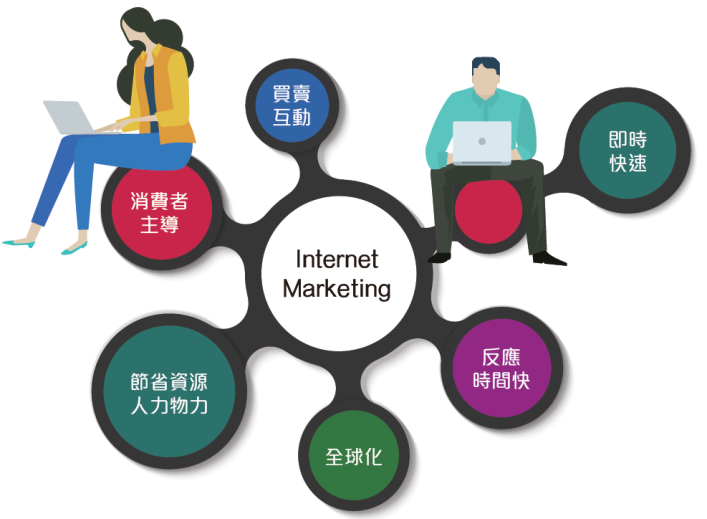 買賣
互動
即時
快速
消費者
主導
Internet
Marketing
節省資源
人力物力
反應
時間快
全球化